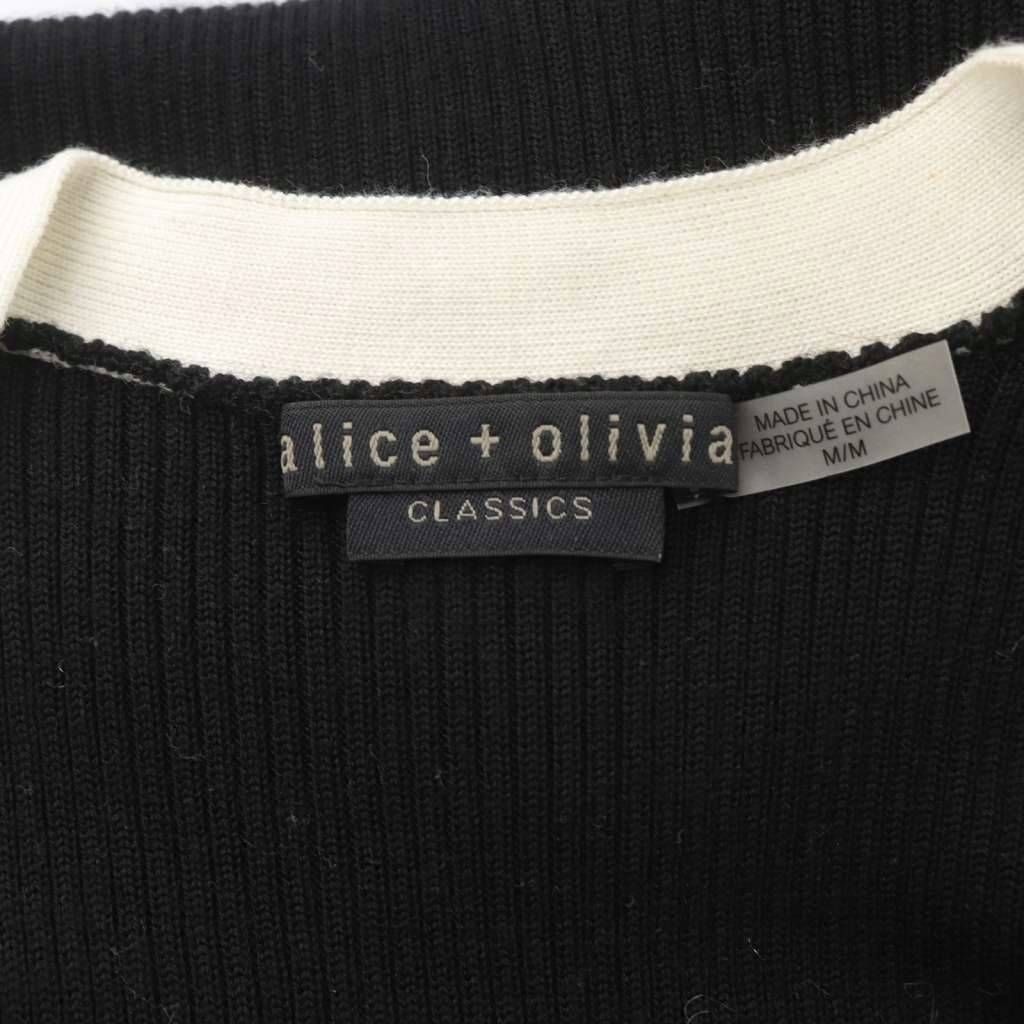 alice + olivia
CLASSICS
MADE IN CHINA
FABRIQUÉ EN CHINE
M/M